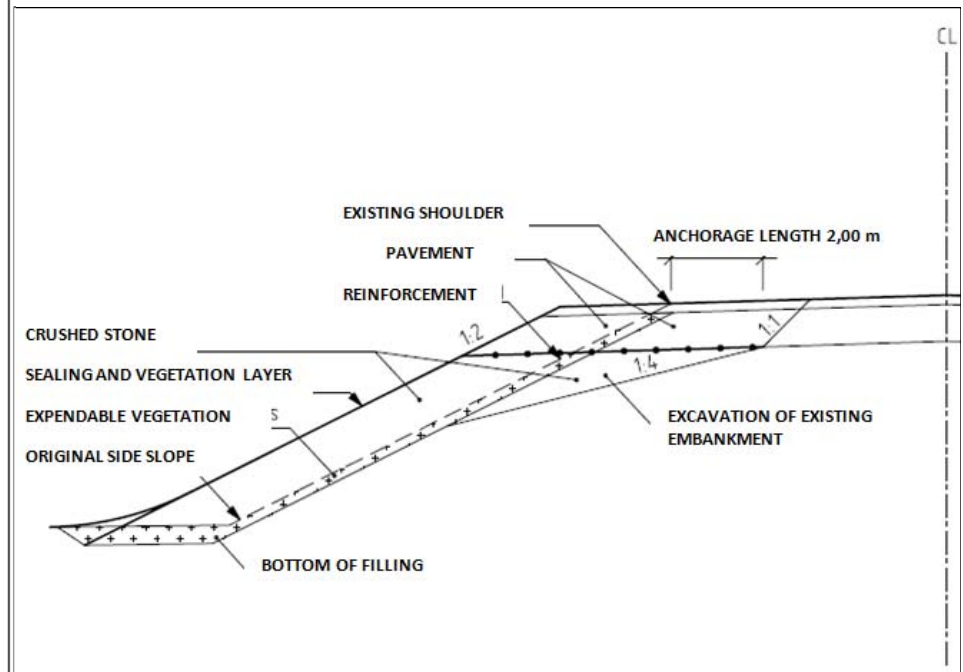 CL
EXISTING SHOULDER
ANCHORAGE LENGTH 2,00 m
PAVEMENT
REINFORCEMENT
CRUSHED STONE
1:2
1:1
1:4
SEALING AND VEGETATION LAYER
EXPENDABLE VEGETATION
S
EXCAVATION OF EXISTING
EMBANKMENT
ORIGINAL SIDE SLOPE
BOTTOM OF FILLING